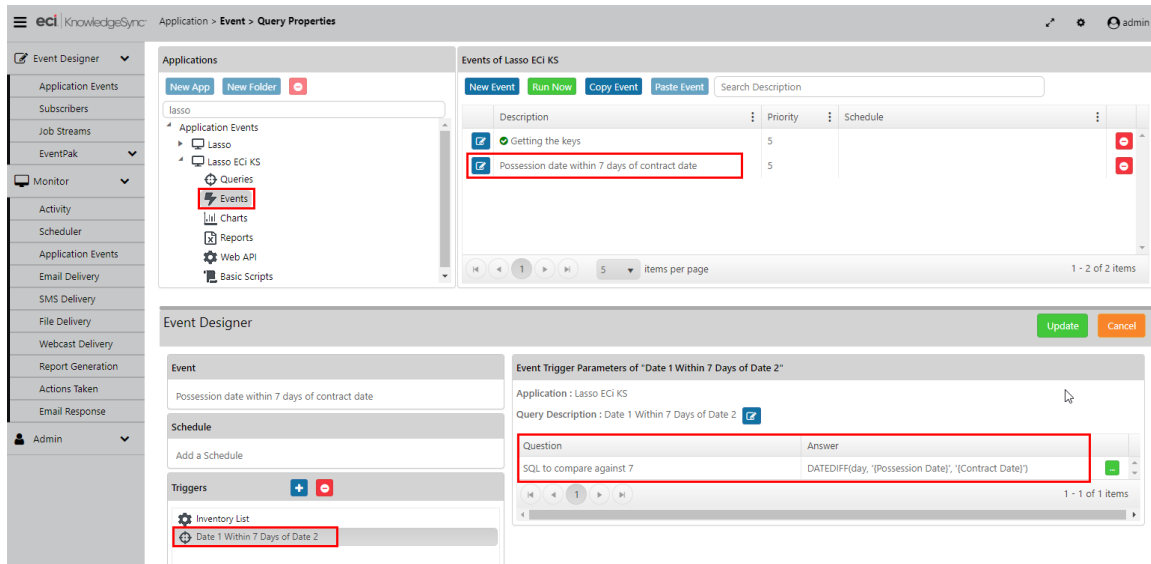 eci KnowledgeSync Application > Event > Query Properties admin
Event Designer
Application Events
Subscribers
Job Streams
EventPak
Monitor
Activity
Scheduler
Application Events
Email Delivery
SMS Delivery
File Delivery
Webcast Delivery
Report Generation
Actions Taken
Email Response
Admin
Applications
New App New Folder
lasso
Application Events
Lasso
Lasso ECi KS
Queries
Events
Charts
Reports
Web API
Basic Scripts
Events of Lasso ECi KS
New Event Run Now Copy Event Paste Event Search Description
Description Priority Schedule
Getting the keys 5
Possession date within 7 days of contract date 5
1 5 items per page 1 - 2 of 2 items
Event Designer Update Cancel
Event
Possession date within 7 days of contract date
Schedule
Add a Schedule
Triggers
Inventory List
Date 1 Within 7 Days of Date 2
Event Trigger Parameters of "Date 1 Within 7 Days of Date 2"
Application : Lasso ECi KS
Query Description : Date 1 Within 7 Days of Date 2
Question Answer
SQL to compare against 7 DATEDIFF(day, '{Possession Date}', '{Contract Date}')
1 1 - 1 of 1 items